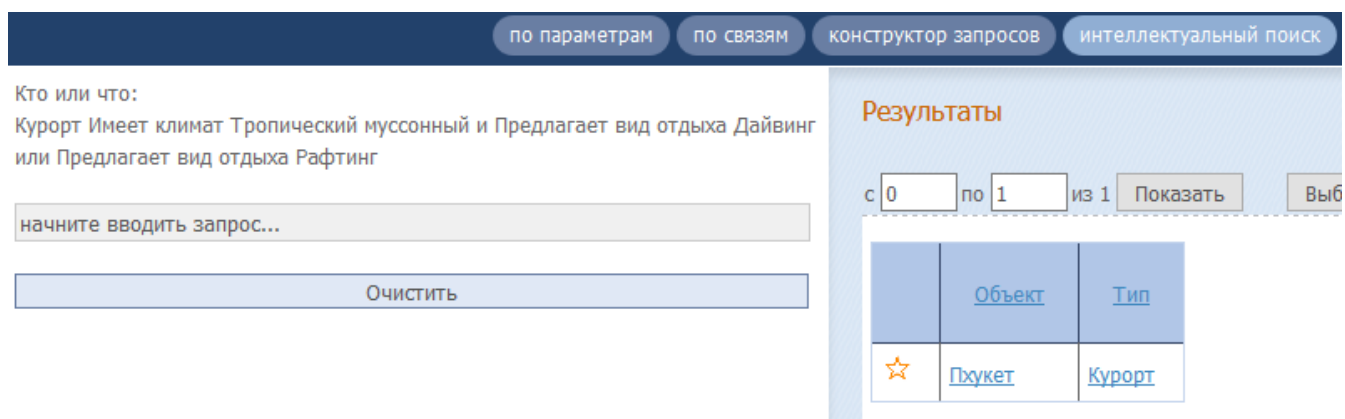 по параметрам по связям конструктор запросов интеллектуальный поиск
Кто или что:
Курорт Имеет климат Тропический муссонный и Предлагает вид отдыха Дайвинг
или Предлагает вид отдыха Рафтинг
начните вводить запрос...
Очистить
Результаты
с 0 по 1 из 1 Показать Выб
Объект Тип
Пхукет Курорт